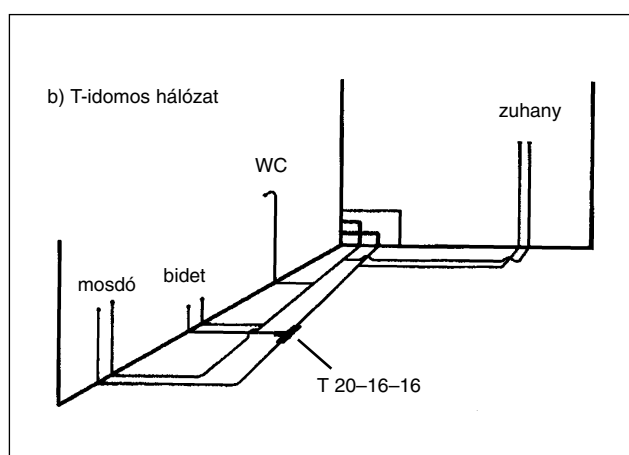 b) T-idomos hálózat
zuhany
WC
mosdó
bidet
T 20–16–16